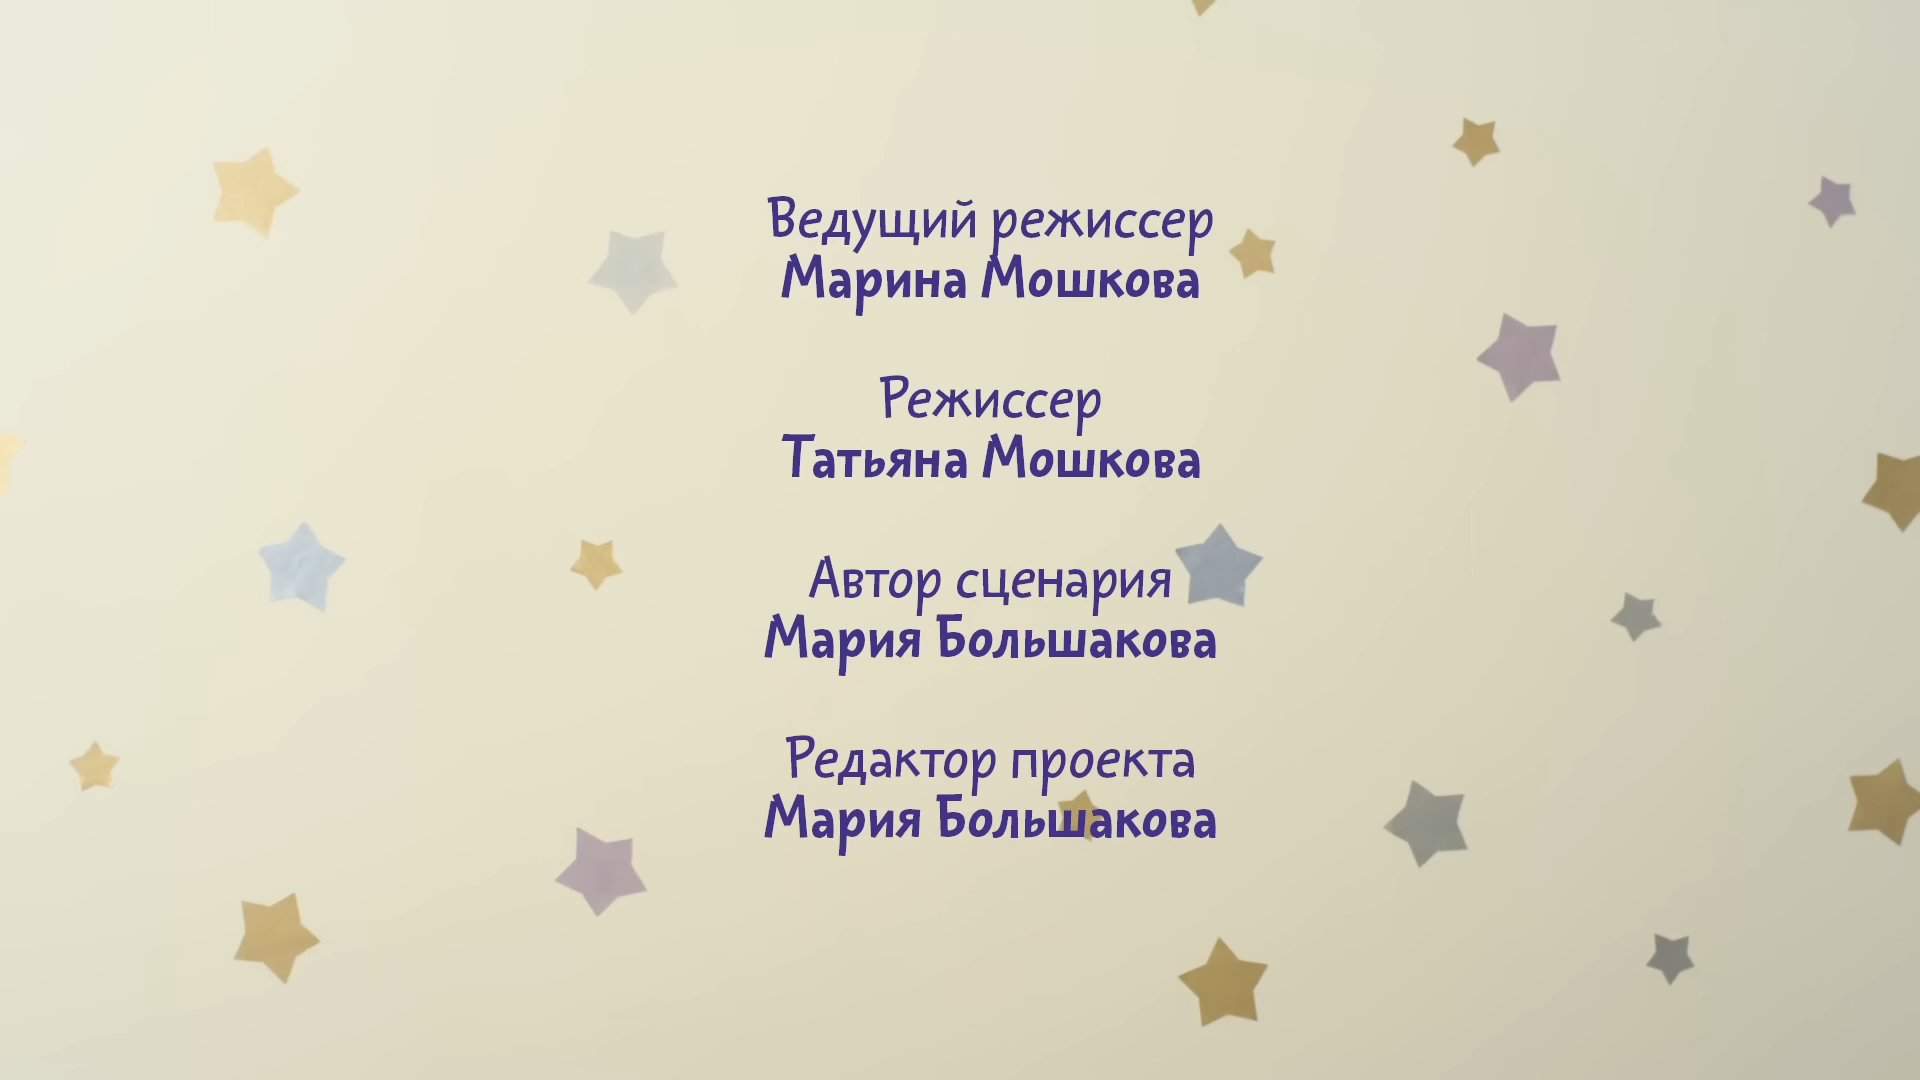 Ведущий режиссер
Марина Мошкова
Режиссер
Татьяна Мошкова
Автор сценария
Мария Большакова
Редактор проекта
Мария Большакова